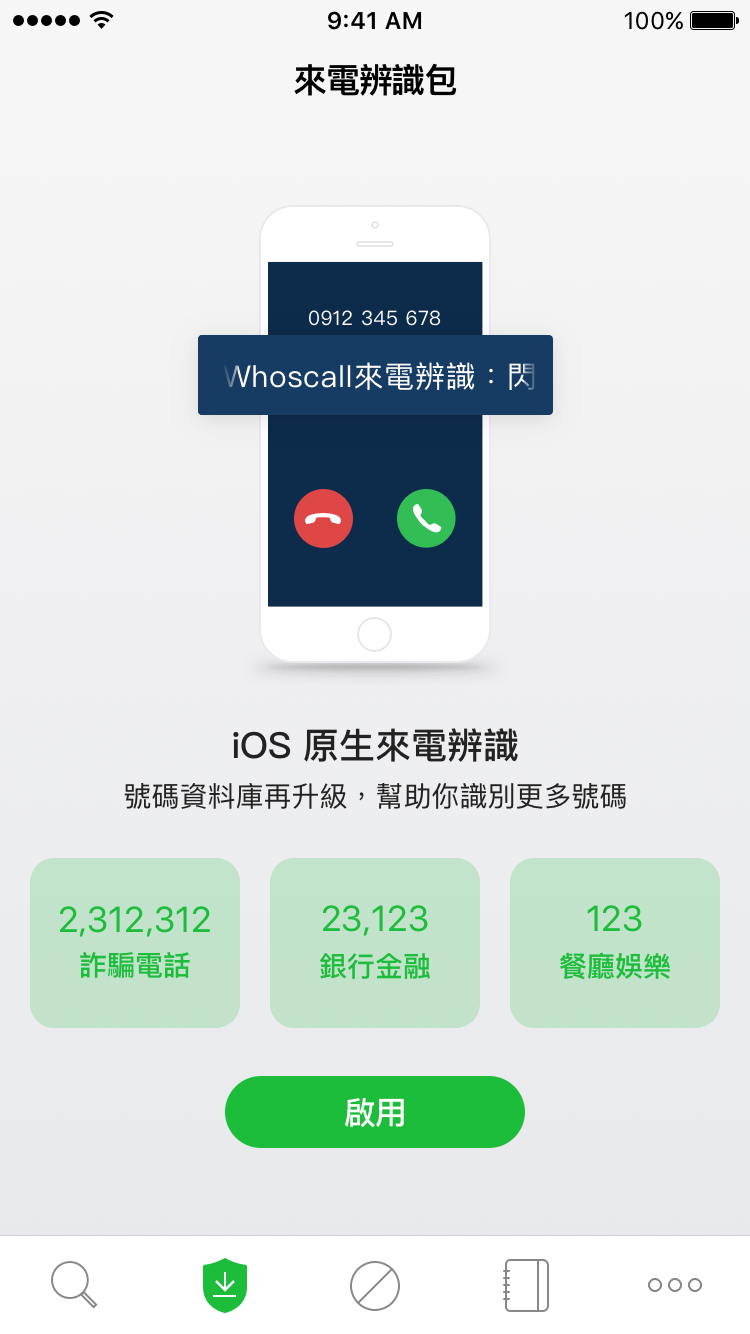 9:41 AM
100%
來電辨識包
0912 345 678
Whoscall來電辨識：閃
iOS 原生來電辨識
號碼資料庫再升級，幫助你識別更多號碼
2,312,312
詐騙電話
23,123
銀行金融
123
餐廳娛樂
啟用